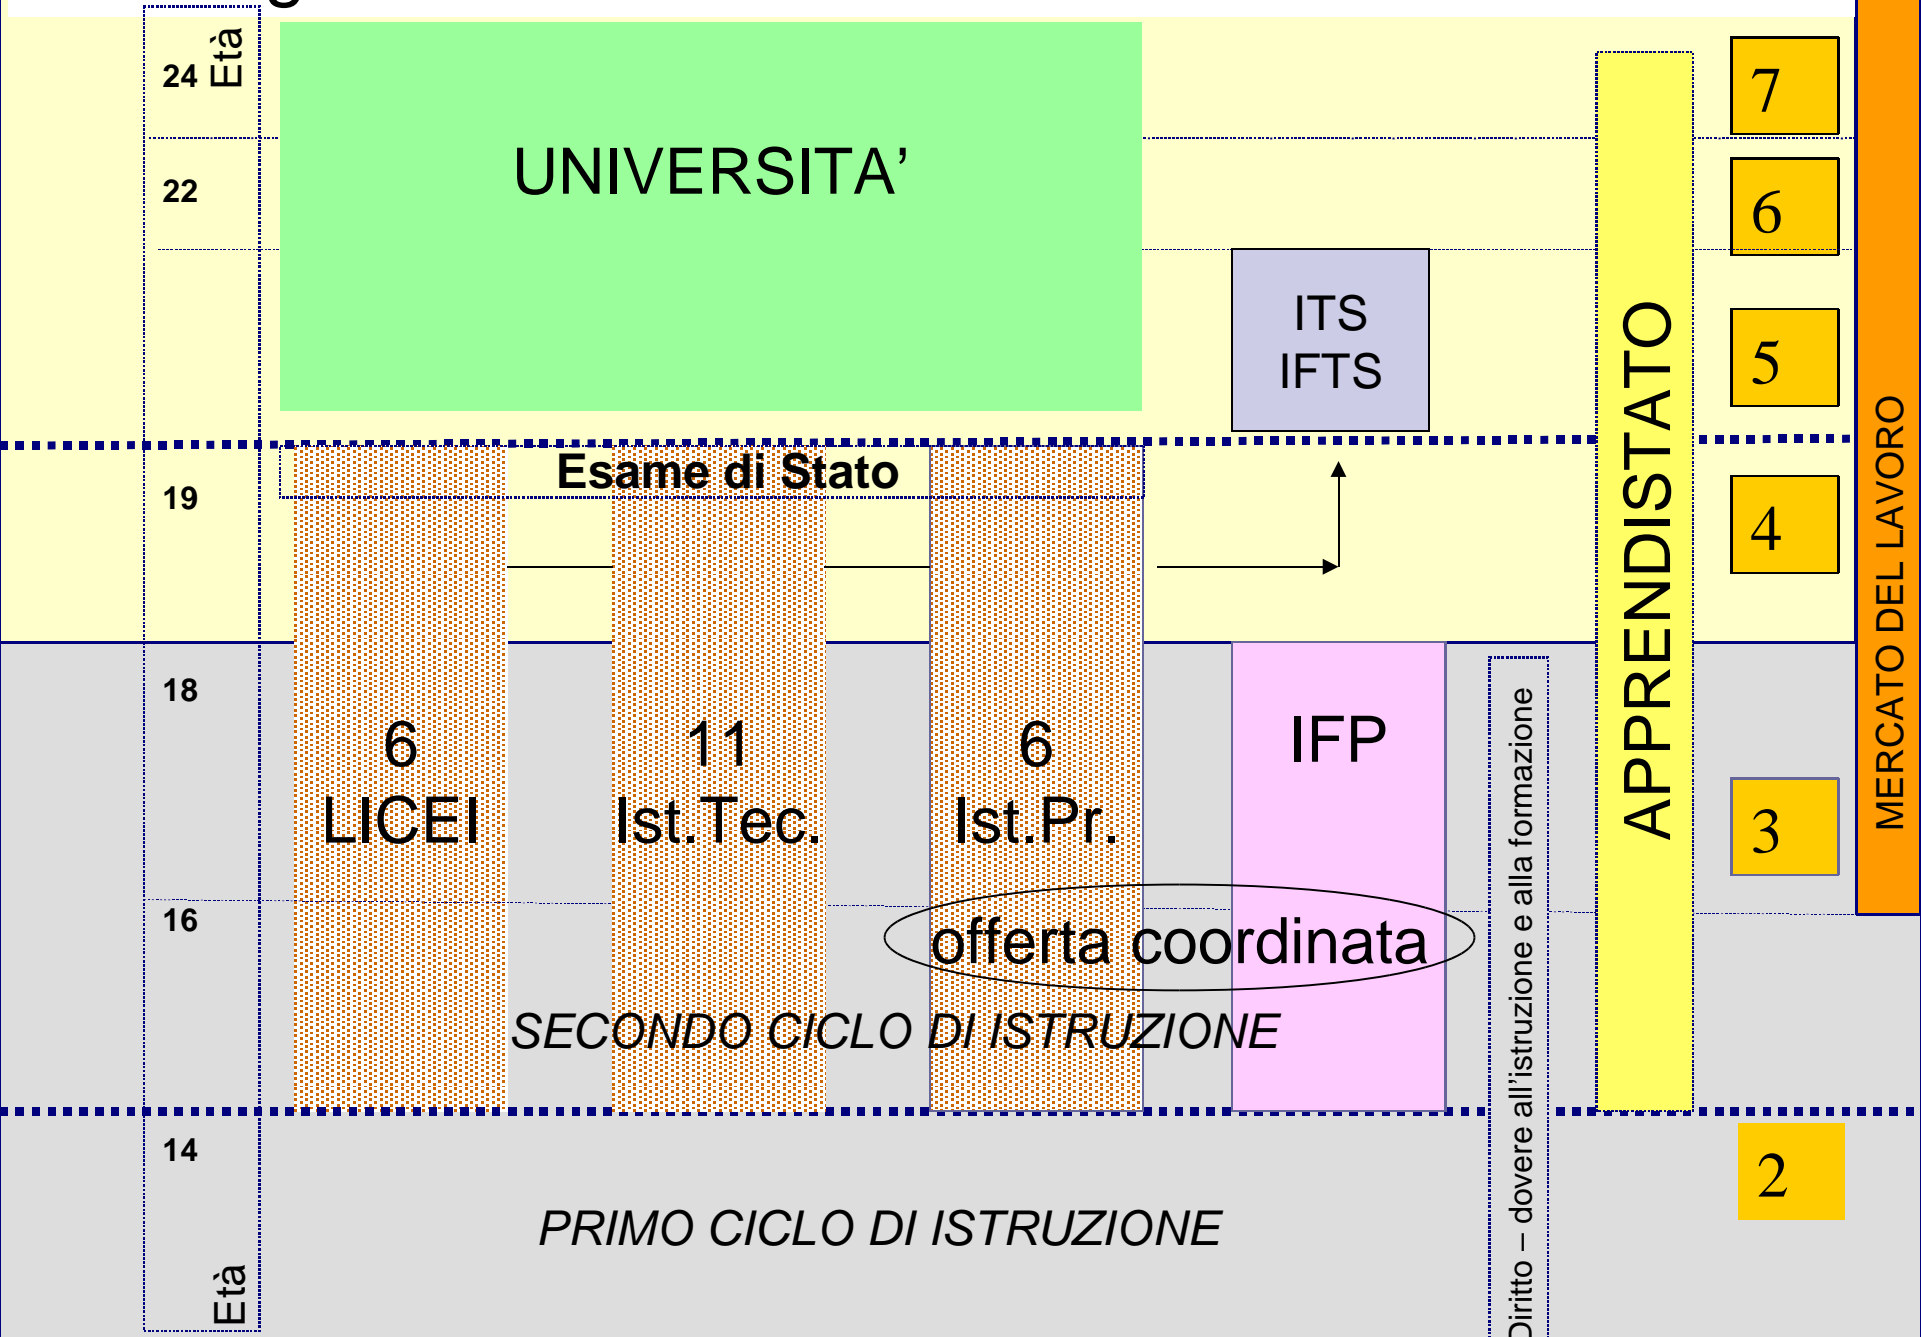 Età
24
7
UNIVERSITA’
22
6
ITS
IFTS
5
Esame di Stato
19
4
APPRENDISTATO
MERCATO DEL LAVORO
18
6
LICEI
11
Ist.Tec.
6
Ist.Pr.
IFP
3
16
offerta coordinata
SECONDO CICLO DI ISTRUZIONE
Diritto – dovere all’istruzione e alla formazione
14
2
PRIMO CICLO DI ISTRUZIONE
Età